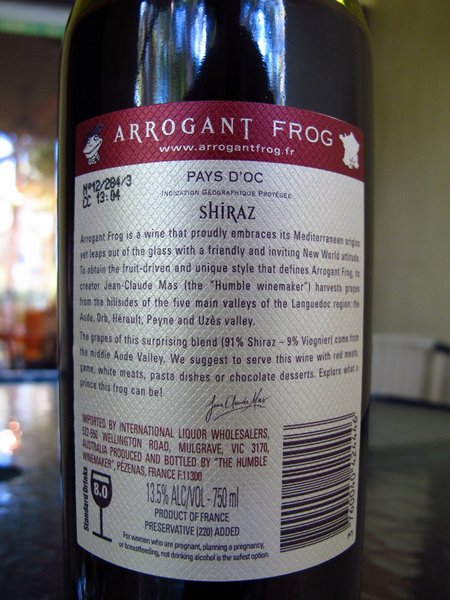 ARROGANT FROG
www.arrogantfrog.fr
PAYS D'OC
INDICATION GÉOGRAPHIQUE PROTÉGÉE
SHIRAZ
N°12/284/3
CC 13:04
Arrogant Frog is a wine that proudly embraces its Mediterranean origins
yet leaps out of the glass with a friendly and inviting New World attitude.
To obtain the fruit-driven and unique style that defines Arrogant Frog, its
creator Jean-Claude Mas (the "Humble winemaker") harvests grapes
from the hillsides of the five main valleys of the Languedoc region: the
Aude, Orb, Hérault, Peyne and Uzès valley.
The grapes of this surprising blend (91% Shiraz – 9% Viognier) come from
the middle Aude Valley. We suggest to serve this wine with red meats,
game, white meats, pasta dishes or chocolate desserts. Explore what a
prince this frog can be!
Jean Claude Mas
IMPORTED BY INTERNATIONAL LIQUOR WHOLESALERS,
522-550 WELLINGTON ROAD, MULGRAVE, VIC 3170,
AUSTRALIA PRODUCED AND BOTTLED BY "THE HUMBLE
WINEMAKER", PÉZENAS, FRANCE F.11300
Standard Drinks
8.0
13.5% ALC/VOL - 750 ml
PRODUCT OF FRANCE
PRESERVATIVE (220) ADDED
For women who are pregnant, planning a pregnancy,
or breastfeeding, not drinking alcohol is the safest option.